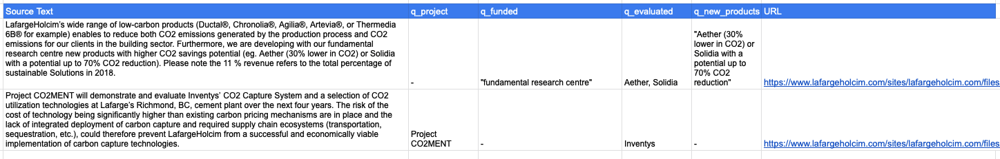 Source Text q_project q_funded q_evaluated q_new_products URL
LafargeHolcim's wide range of low-carbon products (Ductal®, Chronolia®, Agilia®, Artevia®, or Thermedia
6B® for example) enables to reduce both CO2 emissions generated by the production process and CO2
emissions for our clients in the building sector. Furthermore, we are developing with our fundamental
research centre new products with higher CO2 savings potential (eg. Aether (30% lower in CO2) or Solidia
with a potential up to 70% CO2 reduction). Please note the 11 % revenue refers to the total percentage of
sustainable Solutions in 2018.
-
"fundamental research centre"
Aether, Solidia
"Aether (30%
lower in CO2) or
Solidia with a
potential up to
70% CO2
reduction"
https://www.lafargeholcim.com/sites/lafargeholcim.com/files
Project CO2MENT will demonstrate and evaluate Inventys' CO2 Capture System and a selection of CO2
utilization technologies at Lafarge's Richmond, BC, cement plant over the next four years. The risk of the
cost of technology being significantly higher than existing carbon pricing mechanisms are in place and the
lack of integrated deployment of carbon capture and required supply chain ecosystems (transportation,
sequestration, etc.), could therefore prevent LafargeHolcim from a successful and economically viable
implementation of carbon capture technologies.
Project
CO2MENT
-
Inventys
-
https://www.lafargeholcim.com/sites/lafargeholcim.com/files